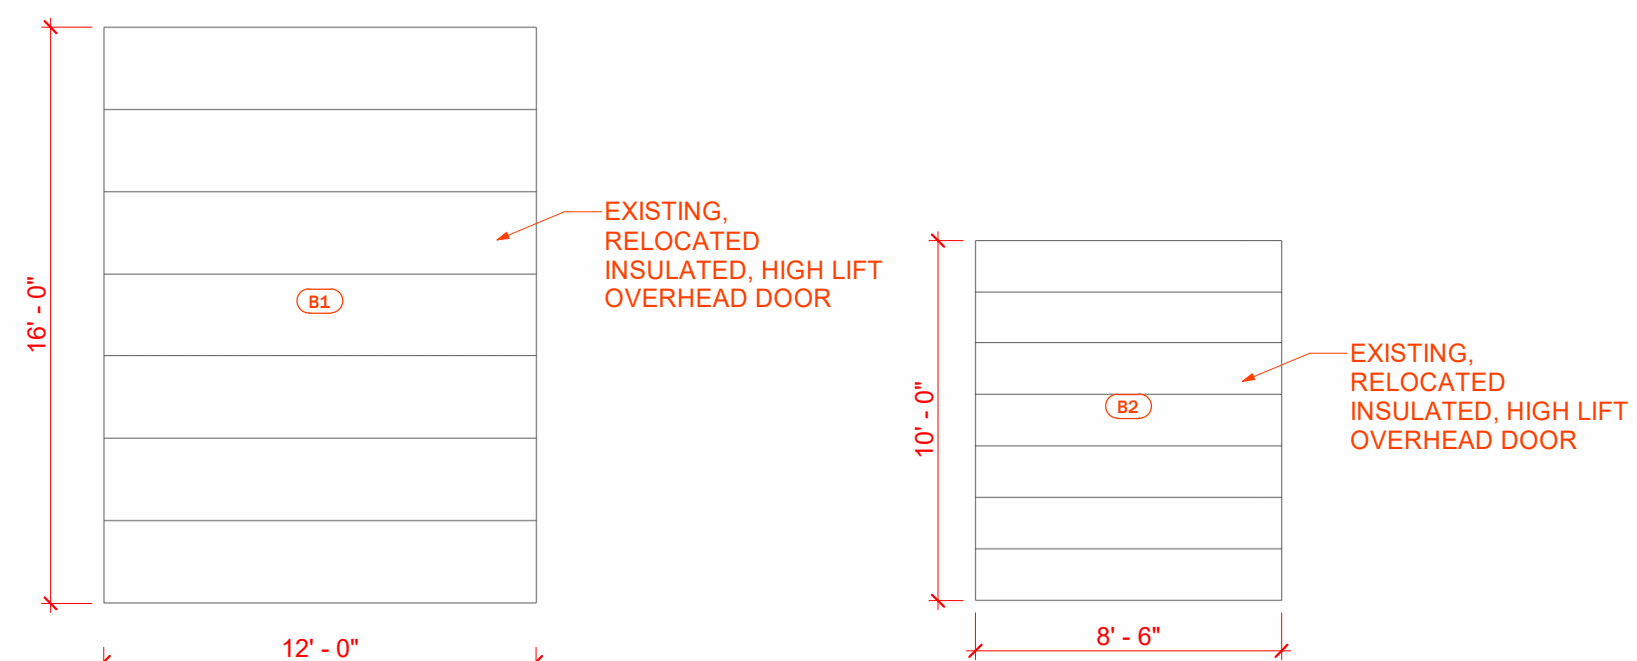 EXISTING,
RELOCATED
INSULATED, HIGH LIFT
OVERHEAD DOOR
16' - 0"
B1
12' - 0"
EXISTING,
RELOCATED
INSULATED, HIGH LIFT
OVERHEAD DOOR
10' - 0"
B2
8' - 6"